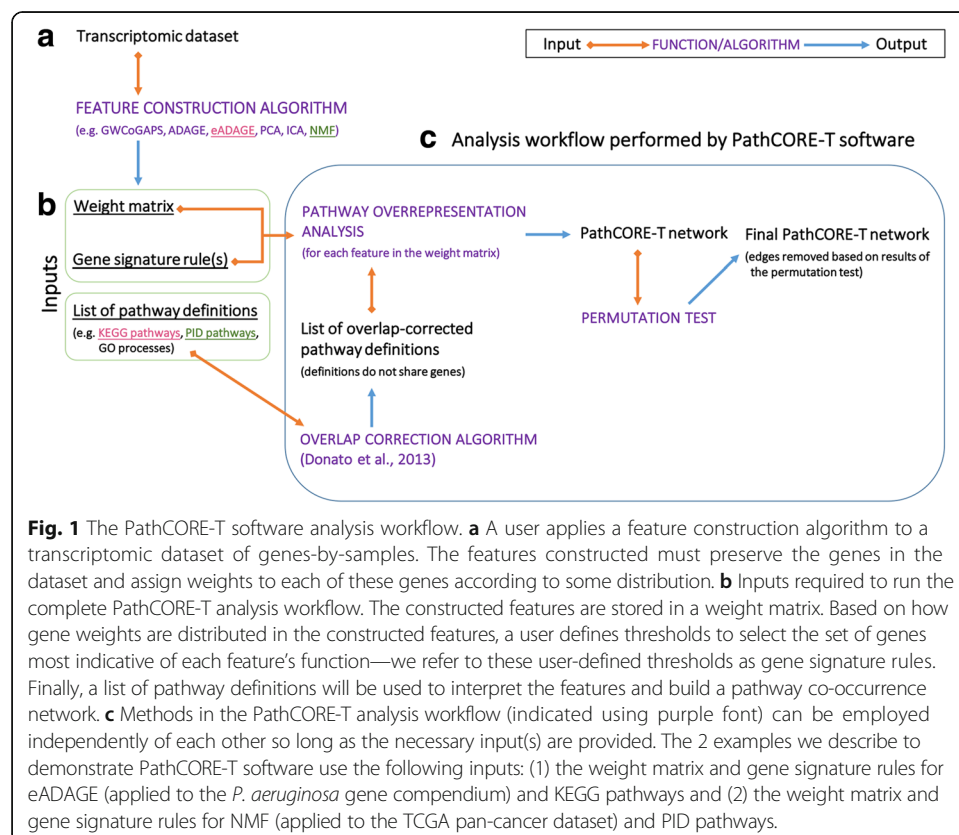 a Transcriptomic dataset
Input FUNCTION/ALGORITHM Output
FEATURE CONSTRUCTION ALGORITHM
(e.g. GWCoGAPS, ADAGE, eADAGE, PCA, ICA, NMF)
c Analysis workflow performed by PathCORE-T software
b
Inputs
Weight matrix
Gene signature rule(s)
List of pathway definitions
(e.g. KEGG pathways, PID pathways,
GO processes)
PATHWAY OVERREPRESENTATION
ANALYSIS
(for each feature in the weight matrix)
List of overlap-corrected
pathway definitions
(definitions do not share genes)
OVERLAP CORRECTION ALGORITHM
(Donato et al., 2013)
PathCORE-T network
PERMUTATION TEST
Final PathCORE-T network
(edges removed based on results of
the permutation test)
Fig. 1 The PathCORE-T software analysis workflow. a A user applies a feature construction algorithm to a
transcriptomic dataset of genes-by-samples. The features constructed must preserve the genes in the
dataset and assign weights to each of these genes according to some distribution. b Inputs required to run the
complete PathCORE-T analysis workflow. The constructed features are stored in a weight matrix. Based on how
gene weights are distributed in the constructed features, a user defines thresholds to select the set of genes
most indicative of each feature's function—we refer to these user-defined thresholds as gene signature rules.
Finally, a list of pathway definitions will be used to interpret the features and build a pathway co-occurrence
network. c Methods in the PathCORE-T analysis workflow (indicated using purple font) can be employed
independently of each other so long as the necessary input(s) are provided. The 2 examples we describe to
demonstrate PathCORE-T software use the following inputs: (1) the weight matrix and gene signature rules for
eADAGE (applied to the P. aeruginosa gene compendium) and KEGG pathways and (2) the weight matrix and
gene signature rules for NMF (applied to the TCGA pan-cancer dataset) and PID pathways.